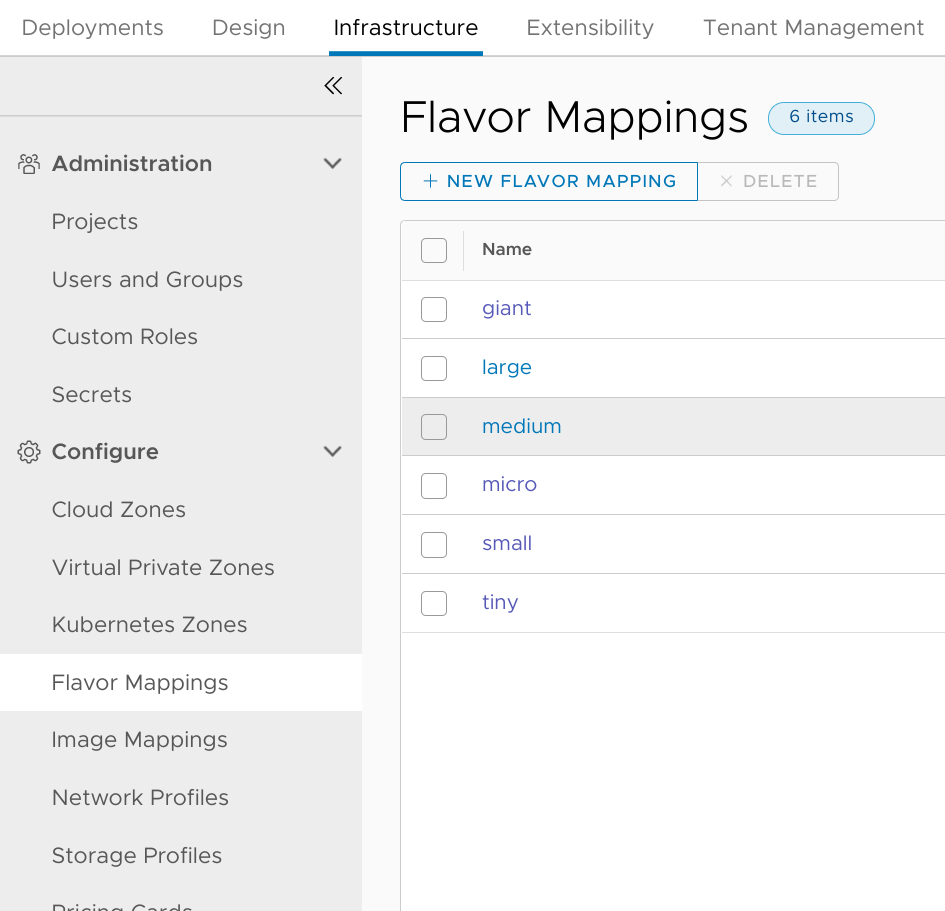 Deployments Design Infrastructure Extensibility Tenant Management
Administration
Projects
Users and Groups
Custom Roles
Secrets
Configure
Cloud Zones
Virtual Private Zones
Kubernetes Zones
Flavor Mappings
Image Mappings
Network Profiles
Storage Profiles
Pricing Cards
Flavor Mappings 6 items
+ NEW FLAVOR MAPPING × DELETE
Name
giant
large
medium
micro
small
tiny